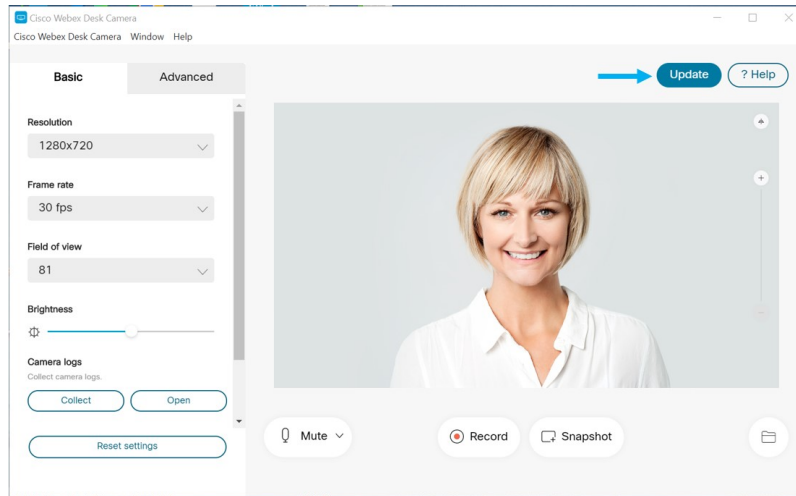 Cisco Webex Desk Camera
Cisco Webex Desk Camera Window Help
Basic Advanced
Update ? Help
Resolution
1280x720
Frame rate
30 fps
Field of view
81
Brightness
Camera logs
Collect camera logs.
Collect Open
Reset settings
Mute Record Snapshot